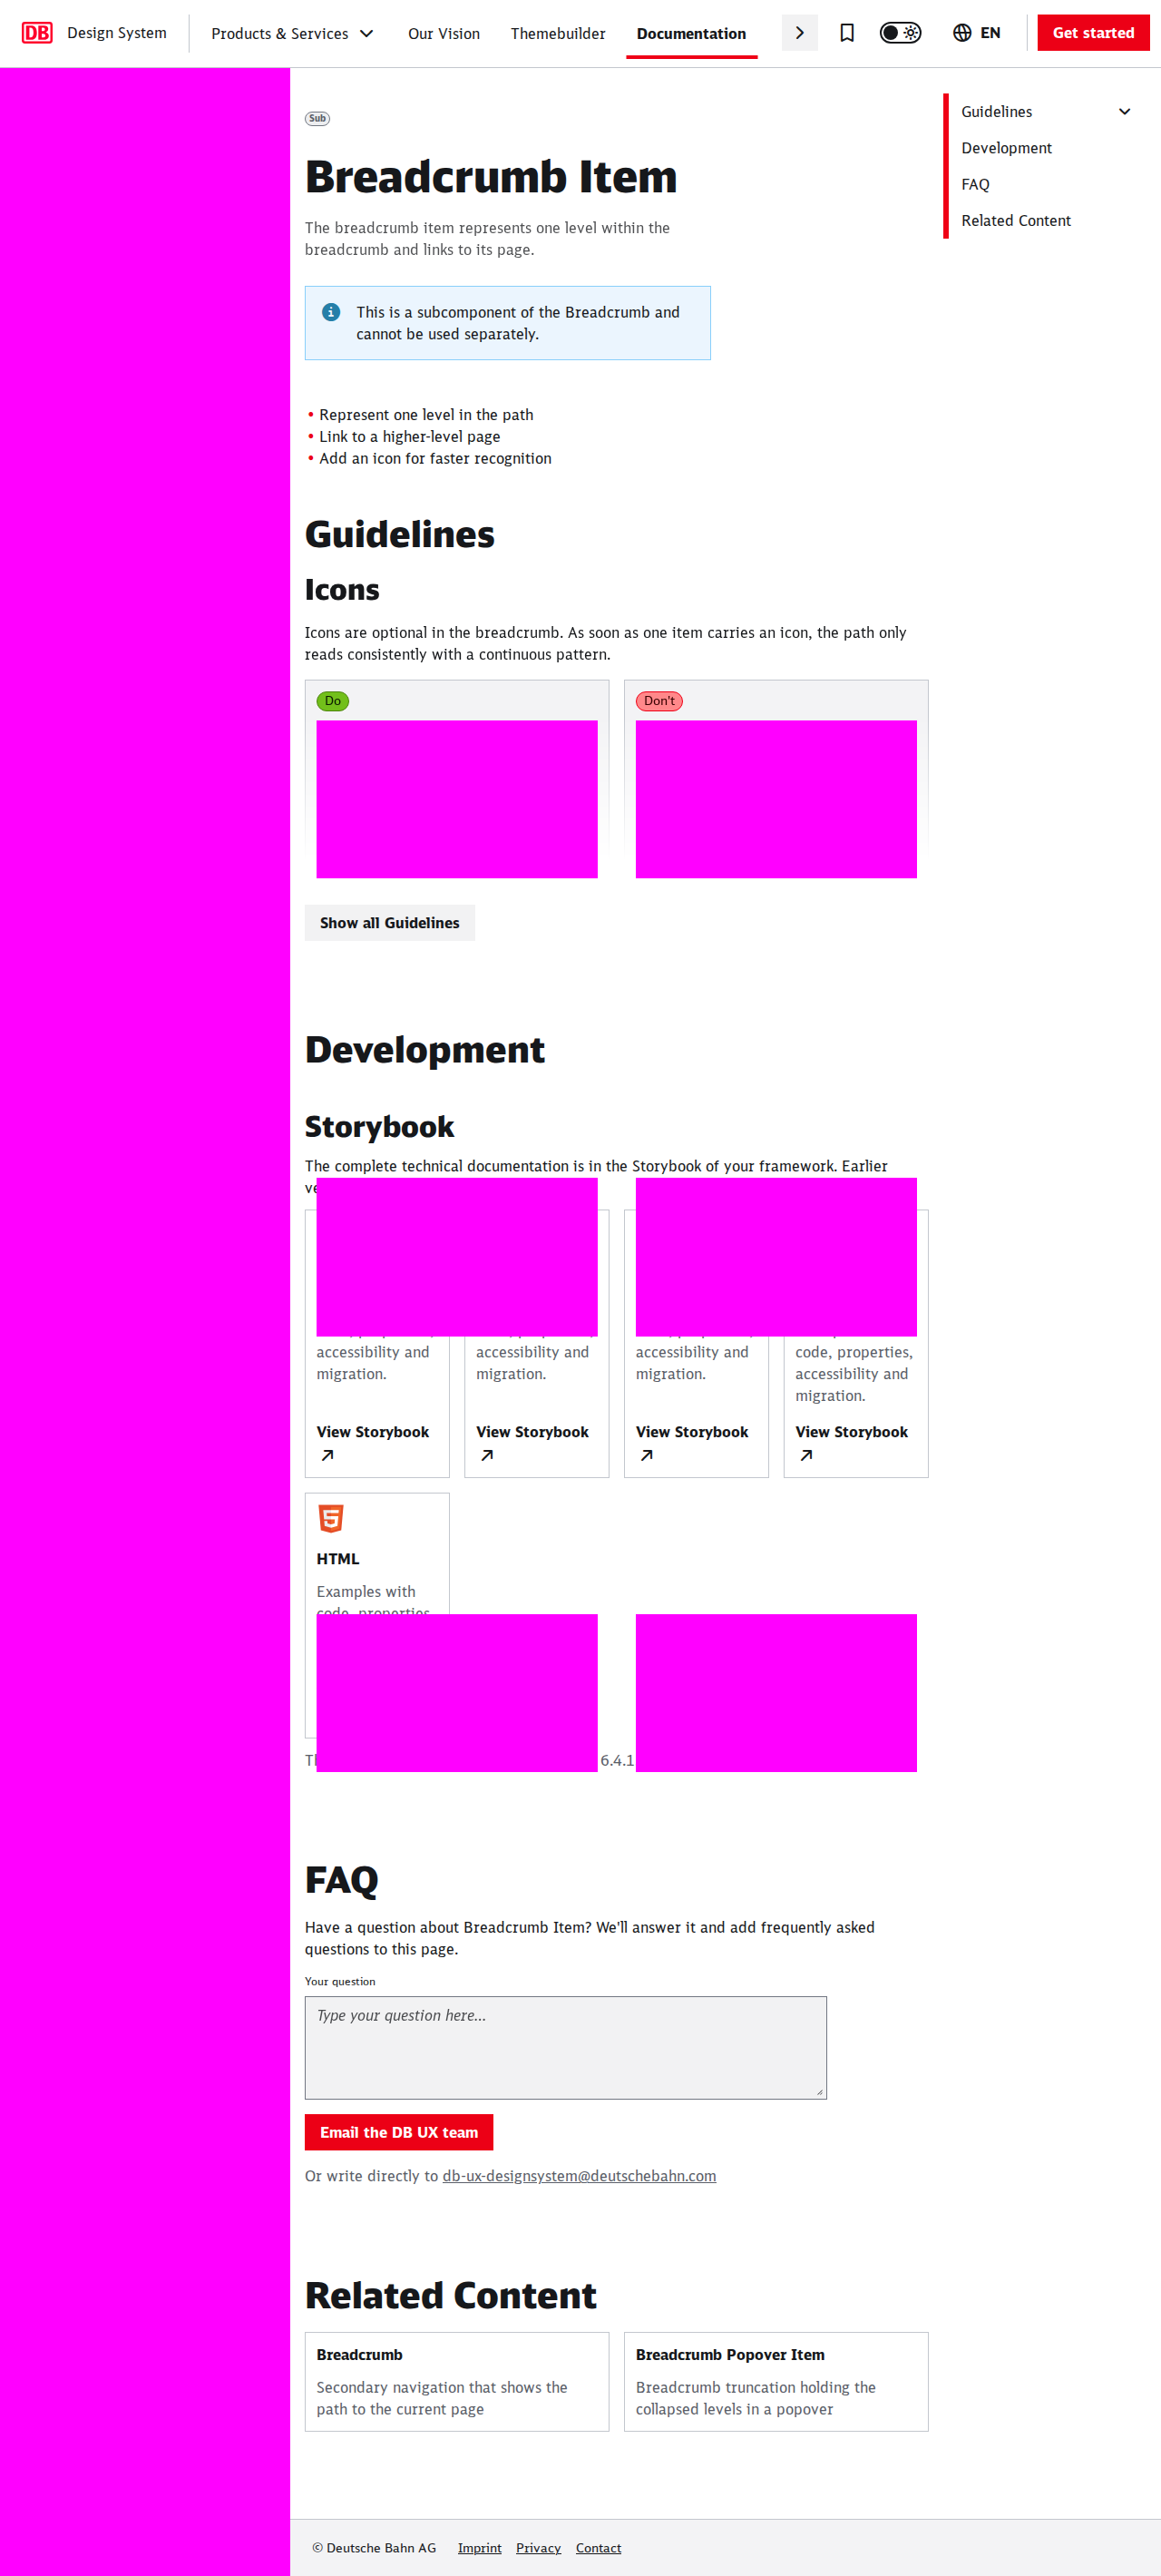 DB Design System Products & Services Our Vision Themebuilder Documentation EN Get started
Guidelines
Development
FAQ
Related Content
Sub
Breadcrumb Item
The breadcrumb item represents one level within the
breadcrumb and links to its page.
This is a subcomponent of the Breadcrumb and
cannot be used separately.
• Represent one level in the path
• Link to a higher-level page
• Add an icon for faster recognition
Guidelines
Icons
Icons are optional in the breadcrumb. As soon as one item carries an icon, the path only
reads consistently with a continuous pattern.
Do
Don't
Show all Guidelines
Development
Storybook
The complete technical documentation is in the Storybook of your framework. Earlier
accessibility and
migration.
View Storybook
accessibility and
migration.
View Storybook
accessibility and
migration.
View Storybook
code, properties,
accessibility and
migration.
View Storybook
HTML
Examples with
code, properties
6.4.1
FAQ
Have a question about Breadcrumb Item? We'll answer it and add frequently asked
questions to this page.
Your question
Type your question here...
Email the DB UX team
Or write directly to db-ux-designsystem@deutschebahn.com
Related Content
Breadcrumb
Secondary navigation that shows the
path to the current page
Breadcrumb Popover Item
Breadcrumb truncation holding the
collapsed levels in a popover
© Deutsche Bahn AG Imprint Privacy Contact